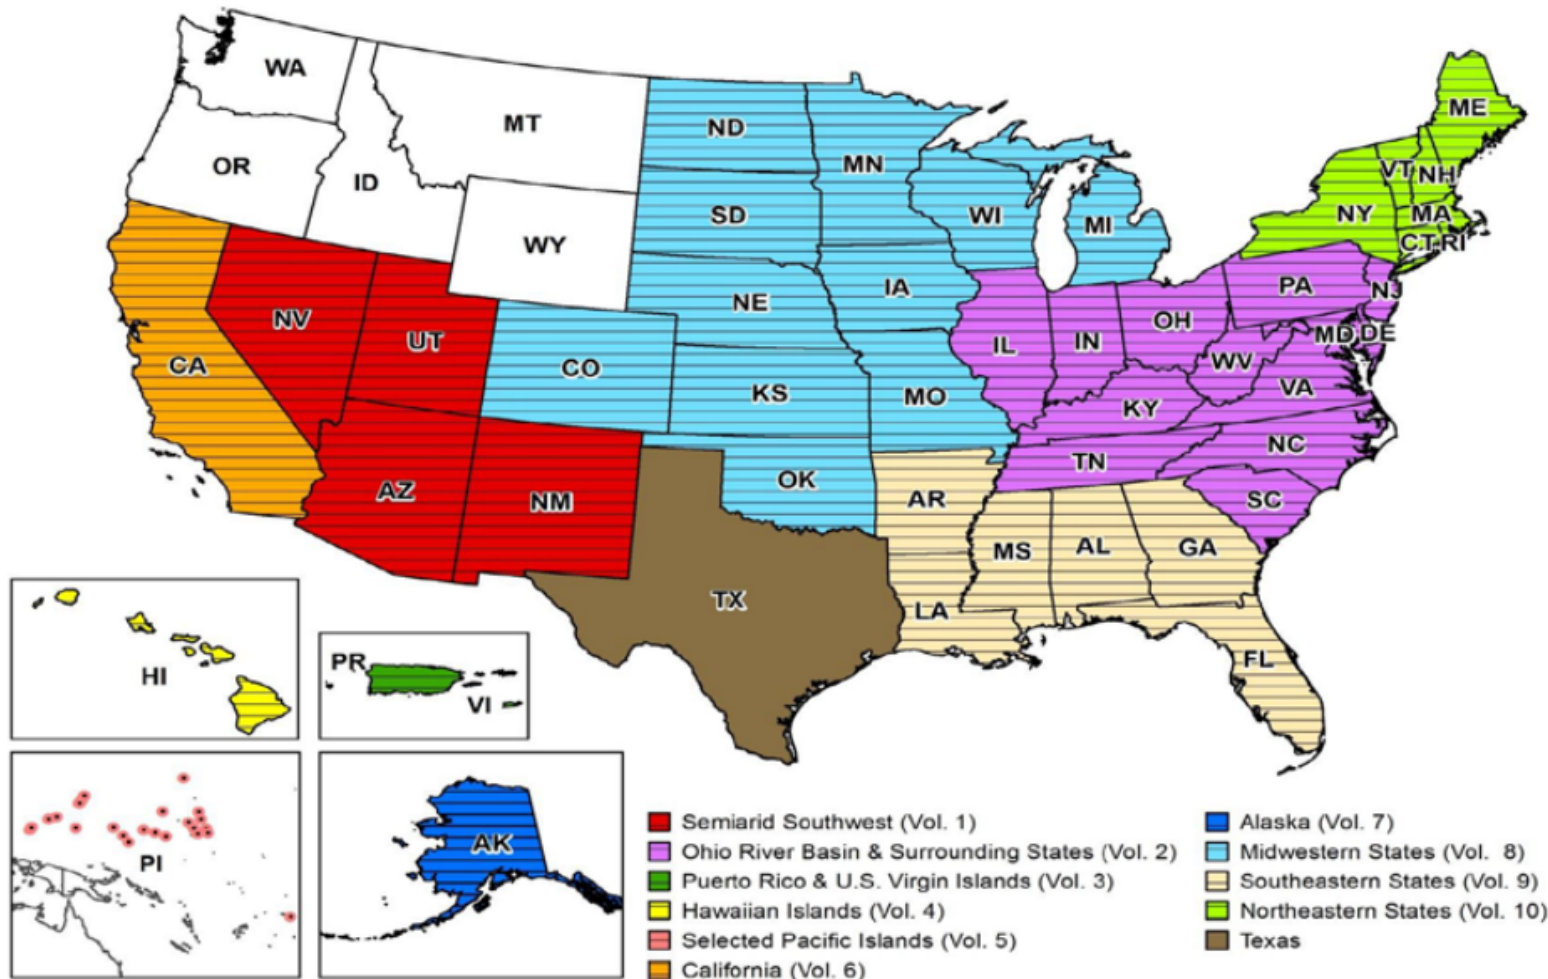 WA
MT
ND
ME
OR
ID
MN
VT
NH
SD
WI
MI
NY
MA
WY
CT
RI
NE
IA
PA
NJ
NV
UT
CO
IL
IN
OH
MD
DE
CA
KS
MO
WV
VA
KY
NC
TN
AZ
NM
OK
AR
SC
MS
AL
GA
TX
LA
FL
HI
PR
VI
PI
AK
Semiarid Southwest (Vol. 1)
Ohio River Basin & Surrounding States (Vol. 2)
Puerto Rico & U.S. Virgin Islands (Vol. 3)
Hawaiian Islands (Vol. 4)
Selected Pacific Islands (Vol. 5)
California (Vol. 6)
Alaska (Vol. 7)
Midwestern States (Vol. 8)
Southeastern States (Vol. 9)
Northeastern States (Vol. 10)
Texas